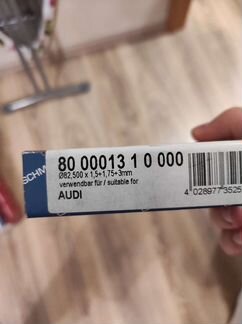 SCHM
80 00013 1 0 000
Ø82,500 x 1,5+1,75+3mm
verwendbar für / suitable for
AUDI
4 028977 3525